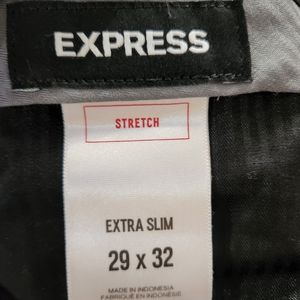 EXPRESS
STRETCH
EXTRA SLIM
29 x 32
MADE IN INDONESIA
FABRIQUÉ EN INDONÉSIE